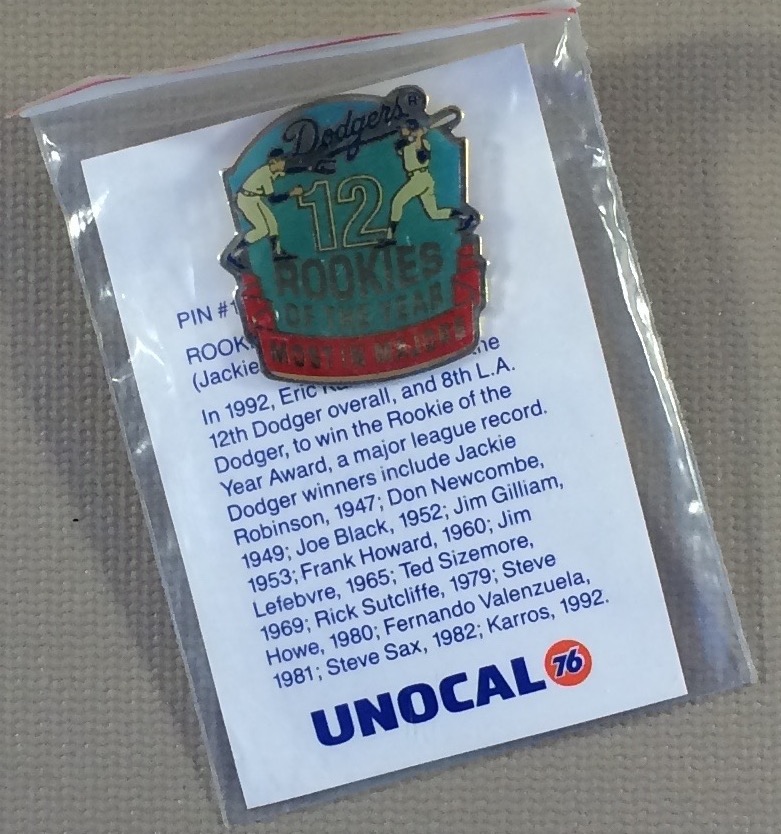 Dodgers®
12
ROOKIES
OF THE YEAR
MOST IN MAJORS
PIN #1
ROOK
(Jackie
In 1992, Eric he
12th Dodger overall, and 8th L.A.
Dodger, to win the Rookie of the
Year Award, a major league record.
Dodger winners include Jackie
Robinson, 1947; Don Newcombe,
1949; Joe Black, 1952; Jim Gilliam,
1953; Frank Howard, 1960; Jim
Lefebvre, 1965; Ted Sizemore,
1969; Rick Sutcliffe, 1979; Steve
Howe, 1980; Fernando Valenzuela,
1981; Steve Sax, 1982; Karros, 1992.
UNOCAL 76